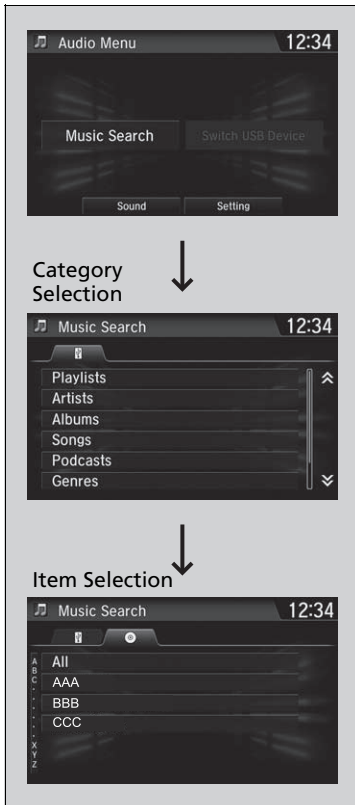 Audio Menu 12:34
Music Search Switch USB Device
Sound Setting
Category
Selection
Music Search 12:34
Playlists
Artists
Albums
Songs
Podcasts
Genres
Item Selection
Music Search 12:34
A
B
C
All
AAA
BBB
CCC
X
Y
Z